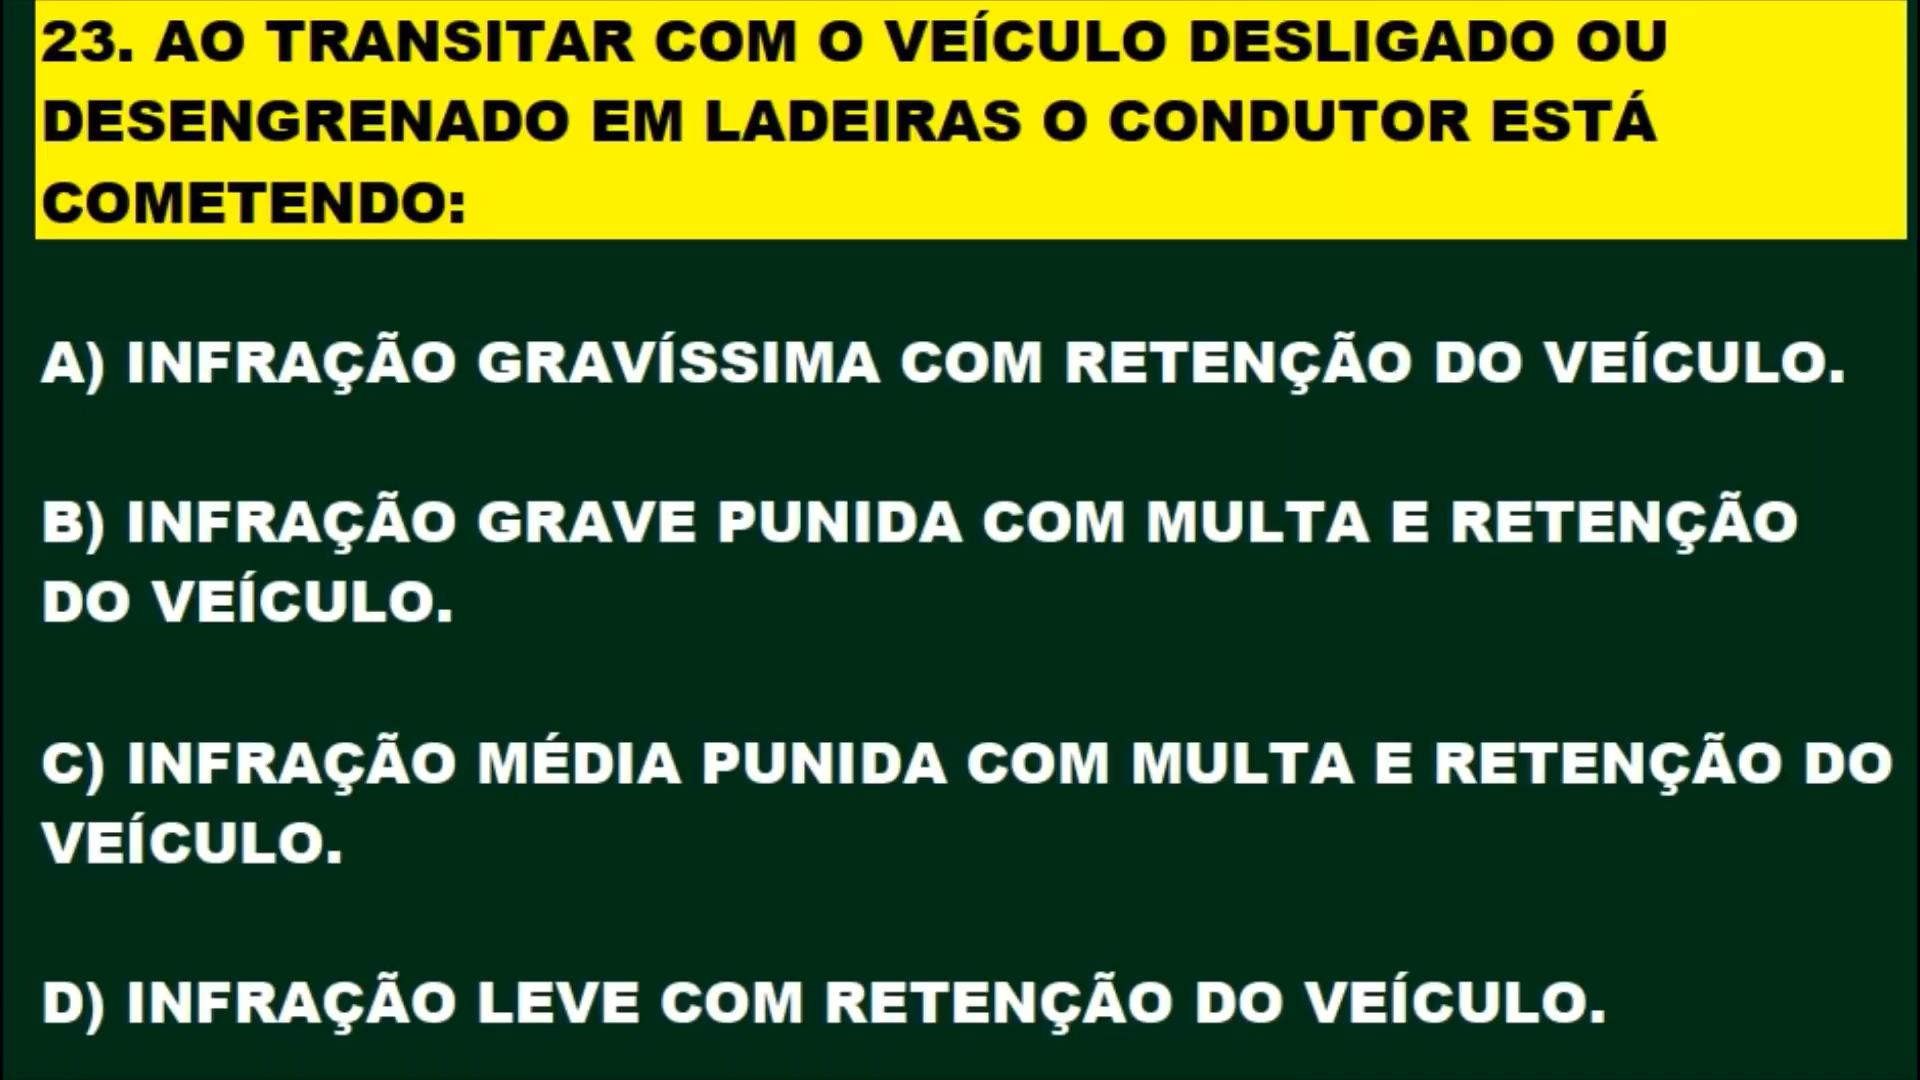 23. AO TRANSITAR COM O VEÍCULO DESLIGADO OU
DESENGRENADO EM LADEIRAS O CONDUTOR ESTÁ
COMETENDO:
A) INFRAÇÃO GRAVÍSSIMA COM RETENÇÃO DO VEÍCULO.
B) INFRAÇÃO GRAVE PUNIDA COM MULTA E RETENÇÃO
DO VEÍCULO.
C) INFRAÇÃO MÉDIA PUNIDA COM MULTA E RETENÇÃO DO
VEÍCULO.
D) INFRAÇÃO LEVE COM RETENÇÃO DO VEÍCULO.